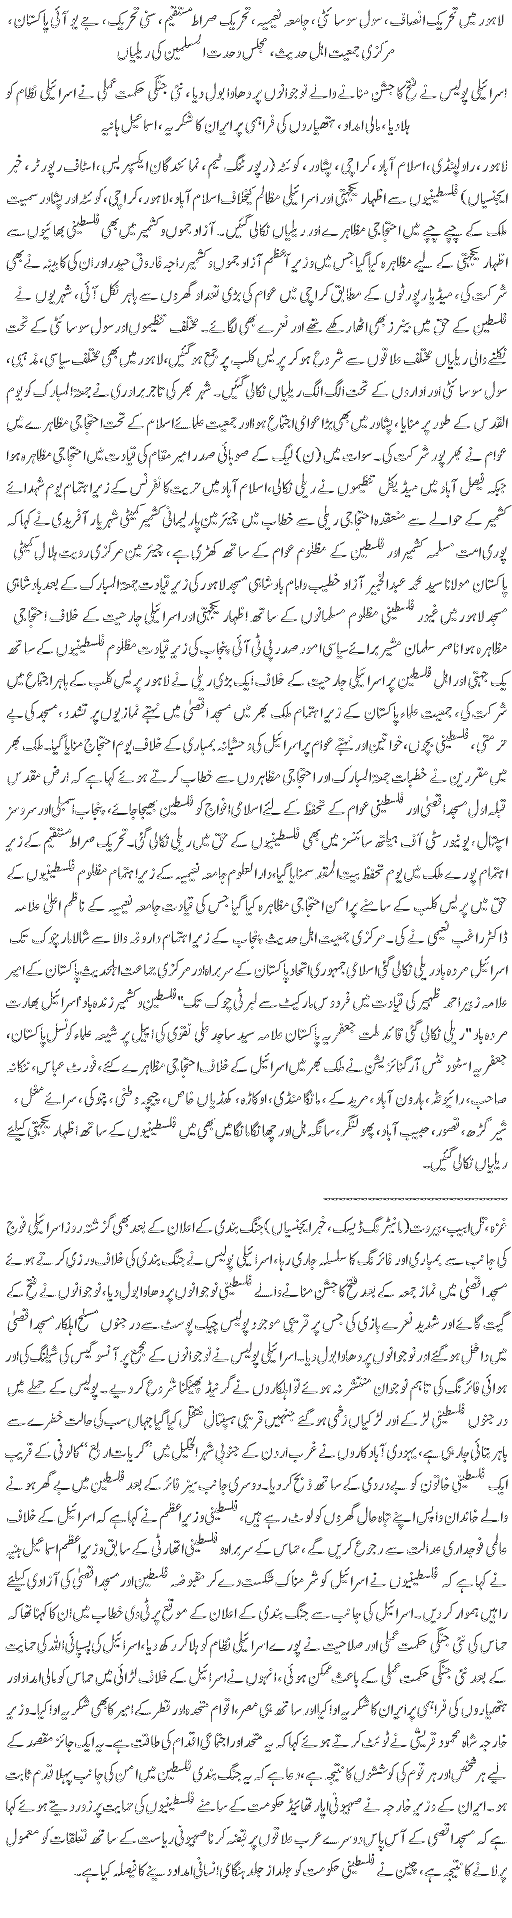 لاہور میں تحریک انصاف، سول سوسائٹی، جامعہ نعیمیہ، تحریک صراط مستقیم، سنی تحریک، جے یو آئی پاکستان،
مرکزی جمعیت اہل حدیث، مجلس وحدت المسلمین کی ریلیاں
اسرائیلی پولیس نے فتح کا جشن منانے والے نوجوانوں پر دھاوا بول دیا، نئی جنگی حکمت عملی نے اسرائیلی نظام کو
ہلا دیا، مالی امداد، ہتھیاروں کی فراہمی پر ایران کا شکریہ، اسماعیل ہانیہ
لاہور، راولپنڈی، اسلام آباد، کراچی، پشاور، کوئٹہ (رپورٹنگ ٹیم، نمائندگان ایکسپریس، اسٹاف رپورٹر، خبر
ایجنسیاں) فلسطینیوں سے اظہار یکجہتی اور اسرائیلی مظالم کیخلاف اسلام آباد، لاہور، کراچی، کوئٹہ اور پشاور سمیت
ملک کے چپے چپے میں احتجاجی مظاہرے اور ریلیاں نکالی گئیں۔ آزاد جموں و کشمیر میں بھی فلسطینی بھائیوں سے
اظہار یکجہتی کے لیے مظاہرہ کیا گیا جس میں وزیر اعظم آزاد جموں و کشمیر راجہ فاروق حیدر اور ان کی کابینہ نے بھی
شرکت کی، میڈیا رپورٹوں کے مطابق کراچی میں عوام کی بڑی تعداد گھروں سے باہر نکل آئی، شہریوں نے
فلسطین کے حق میں بینرز بھی اٹھا رکھے تھے اور نعرے بھی لگائے۔ مختلف تنظیموں اور سول سوسائٹی کے تحت
نکلنے والی ریلیاں مختلف علاقوں سے شروع ہو کر پریس کلب پر جمع ہو گئیں، لاہور میں بھی مختلف سیاسی، مذہبی،
سول سوسائٹی اور اداروں کے تحت الگ الگ ریلیاں نکالی گئیں۔ شہر بھر کی تاجر برادری نے جمعۃ المبارک کو یوم
القدس کے طور پر منایا، پشاور میں بھی بڑا عوامی اجتماع ہوا اور جمعیت علمائے اسلام کے تحت احتجاجی مظاہرے میں
عوام نے بھرپور شرکت کی۔ سوات میں (ن) لیگ کے صوبائی صدر امیر مقام کی قیادت میں احتجاجی مظاہرہ ہوا
جبکہ فیصل آباد میں میڈیکل تنظیموں نے ریلی نکالی، اسلام آباد میں حریت کانفرنس کے زیر اہتمام یوم شہدائے
کشمیر کے حوالے سے منعقدہ احتجاجی ریلی سے خطاب میں چیئرمین پارلیمانی کشمیر کمیٹی شہریار آفریدی نے کہا کہ
پوری امت مسلمہ کشمیر اور فلسطین کے مظلوم عوام کے ساتھ کھڑی ہے، چیئرمین مرکزی رویت ہلال کمیٹی
پاکستان مولانا سید محمد عبدالخبیر آزاد خطیب و امام بادشاہی مسجد لاہور کی زیر قیادت جمعۃ المبارک کے بعد بادشاہی
مسجد لاہور میں غیور فلسطینی مظلوم مسلمانوں کے ساتھ اظہار یکجہتی اور اسرائیلی جارحیت کے خلاف احتجاجی
مظاہرہ ہوا ناصر سلمان مشیر برائے سیاسی امور صدر پی ٹی آئی پنجاب کی زیر قیادت مظلوم فلسطینیوں کے ساتھ
یک جہتی اور اہل فلسطین پر اسرائیلی جارحیت کے خلاف ایک بڑی ریلی نے لاہور پریس کلب کے باہر اجتماع میں
شرکت کی، جمعیت علماء پاکستان کے زیر اہتمام ملک بھر میں مسجد اقصیٰ میں نہتے نمازیوں پر تشدد، مسجد کی بے
حرمتی، فلسطینی بچوں، خواتین اور نہتے عوام پر اسرائیل کی وحشیانہ بمباری کے خلاف یوم احتجاج منایا گیا۔ ملک بھر
میں مقررین نے خطبات جمعۃ المبارک اور احتجاجی مظاہروں سے خطاب کرتے ہوئے کہا ہے کہ ارض مقدس
قبلہ اول مسجد اقصیٰ اور فلسطینی عوام کے تحفظ کے لیے اسلامی افواج کو فلسطین بھیجا جائے، پنجاب اسمبلی اور سروسز
اسپتال، یونیورسٹی آف ہیلتھ سائنسز میں بھی فلسطینیوں کے حق میں ریلی نکالی گئی۔ تحریک صراط مستقیم کے زیر
اہتمام پورے ملک میں یوم تحفظ بیت المقدس منایا گیا، دارالعلوم جامعہ نعیمیہ کے زیر اہتمام مظلوم فلسطینیوں کے
حق میں پریس کلب کے سامنے پرامن احتجاجی مظاہرہ کیا گیا جس کی قیادت جامعہ نعیمیہ کے ناظم اعلیٰ علامہ
ڈاکٹر راغب نعیمی نے کی۔ مرکزی جمعیت اہل حدیث پنجاب کے زیر اہتمام داروغہ والا سے شالامار چوک تک
اسرائیل مردہ باد ریلی نکالی گئی اسلامی جمہوری اتحاد پاکستان کے سربراہ اور مرکزی جماعت اہلحدیث پاکستان کے امیر
علامہ زبیر احمد ظہیر کی قیادت میں فردوس مارکیٹ سے لبرٹی چوک تک "فلسطین و کشمیر زندہ باد اسرائیل بھارت
مردہ باد" ریلی نکالی گئی قائد ملت جعفریہ پاکستان علامہ سید ساجد علی نقوی کی اپیل پر شیعہ علماء کونسل پاکستان،
جعفریہ اسٹوڈنٹس آرگنائزیشن نے ملک بھر میں اسرائیل کے خلاف احتجاجی مظاہرے کئے، فورٹ عباس، ننکانہ
صاحب، رائیونڈ، ہارون آباد، مریدکے، مانگا منڈی، اوکاڑہ، کھڈیاں خاص، چیچہ وطنی، پتوکی، سرائے مغل،
شیر گڑھ، قصور، حبیب آباد، پھولنگر، سانگلہ ہل اور چھانگا مانگا میں بھی میں فلسطینیوں کے ساتھ اظہار یکجہتی کیلئے
ریلیاں نکالی گئیں۔
غزہ، تل ابیب، بیروت (مانیٹرنگ ڈیسک، خبر ایجنسیاں) جنگ بندی کے اعلان کے بعد بھی گزشتہ روز اسرائیلی فوج
کی جانب سے بمباری اور فائرنگ کا سلسلہ جاری رہا، اسرائیلی پولیس نے جنگ بندی کی خلاف ورزی کرتے ہوئے
مسجد اقصیٰ میں نماز جمعہ کے بعد فتح کا جشن منانے والے فلسطینی نوجوانوں پر دھاوا بول دیا، نوجوانوں نے فتح کے
گیت گائے اور شدید نعرے بازی کی جس پر قریبی موجود پولیس چیک پوسٹ سے درجنوں مسلح اہلکار مسجد اقصیٰ
میں داخل ہو گئے اور نوجوانوں پر دھاوا بول دیا۔ اسرائیلی پولیس نے نوجوانوں کے مجمع پر آنسو گیس کی شیلنگ کی اور
ہوائی فائرنگ کی تاہم نوجوان منتشر نہ ہوئے تو اہلکاروں نے گرنیڈ پھینکنا شروع کر دیے۔ پولیس کے حملے میں
درجنوں فلسطینی لڑکے اور لڑکیاں زخمی ہو گئے جنہیں قریبی ہسپتال منتقل کیا گیا جہاں سب کی حالت خطرے سے
باہر بتائی جا رہی ہے، یہودی آبادکاروں نے غرب اردن کے جنوبی شہر الخلیل میں "کریات اربع" کالونی کے قریب
ایک فلسطینی خاتون کو بے دردی کے ساتھ ذبح کر دیا۔ دوسری جانب سیز فائر کے بعد فلسطین میں بے گھر ہونے
والے خاندان واپس اپنے تباہ حال گھروں کو لوٹ رہے ہیں، فلسطینی وزیر اعظم نے کہا ہے کہ اسرائیل کے خلاف
عالمی فوجداری عدالت سے رجوع کریں گے، حماس کے سربراہ و فلسطینی اتھارٹی کے سابق وزیر اعظم اسماعیل ہنیہ
نے کہا ہے کہ فلسطینیوں نے اسرائیل کو شرمناک شکست دے کر مقبوضہ فلسطین اور مسجد اقصیٰ کی آزادی کیلئے
راہیں ہموار کر دیں۔ اسرائیل کی جانب سے جنگ بندی کے اعلان کے موقع پر ٹی وی خطاب میں ان کا کہنا تھا کہ
حماس کی نئی جنگی حکمت عملی اور صلاحیت نے پورے اسرائیلی نظام کو ہلا کر رکھ دیا، اسرائیل کی پسپائی اللہ کی حمایت
کے بعد نئی جنگی حکمت عملی کے باعث ممکن ہوئی، انہوں نے اسرائیل کے خلاف لڑائی میں حماس کو مالی امداد اور
ہتھیاروں کی فراہمی پر ایران کا شکریہ ادا کیا اور ساتھ ہی مصر، اقوام متحدہ اور قطر کے امیر کا بھی شکریہ ادا کیا۔ وزیر
خارجہ شاہ محمود قریشی نے ٹوئٹ کرتے ہوئے کہا کہ یہ متحد اور اجتماعی اقدام کی طاقت ہے۔ یہ ایک جائز مقصد کے
لیے ہر شخص اور ہر قوم کی کوششوں کا نتیجہ ہے، دعا ہے کہ یہ جنگ بندی فلسطین میں امن کی جانب پہلا قدم ثابت
ہو۔ ایران کے وزیر خارجہ نے صہیونی اپارتھائیڈ حکومت کے سامنے فلسطینیوں کی حمایت پر زور دیتے ہوئے کہا
ہے کہ مسجد اقصی کے آس پاس دوسرے عرب علاقوں پر قبضہ کرنا صہیونی ریاست کے ساتھ تعلقات کو معمول
پر لانے کا نتیجہ ہے، چین نے فلسطینی حکومت کو جلد از جلد ہنگامی انسانی امداد دینے کا فیصلہ کیا ہے۔